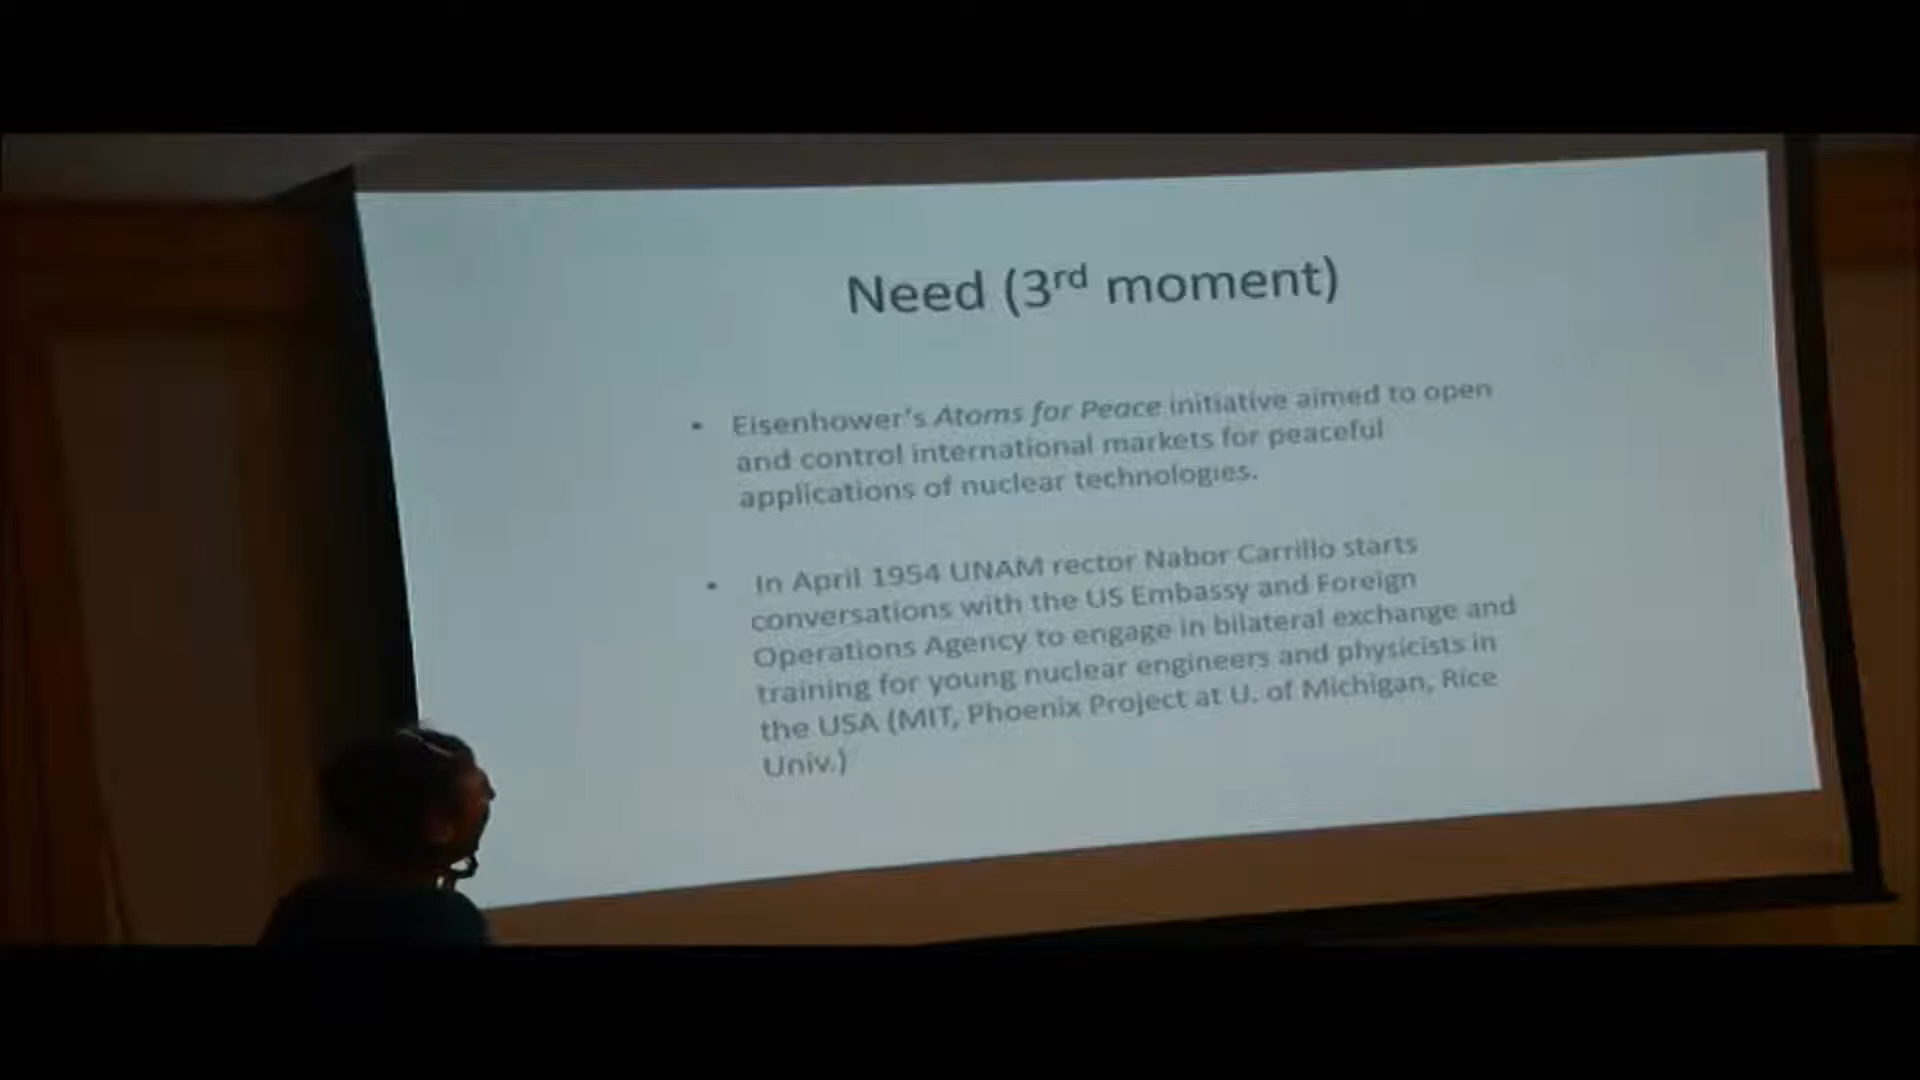 Need (3rd moment)
• Eisenhower's Atoms for Peace initiative aimed to open
and control international markets for peaceful
applications of nuclear technologies.
• In April 1954 UNAM rector Nabor Carrillo starts
conversations with the US Embassy and Foreign
Operations Agency to engage in bilateral exchange and
training for young nuclear engineers and physicists in
the USA (MIT, Phoenix Project at U. of Michigan, Rice
Univ.)